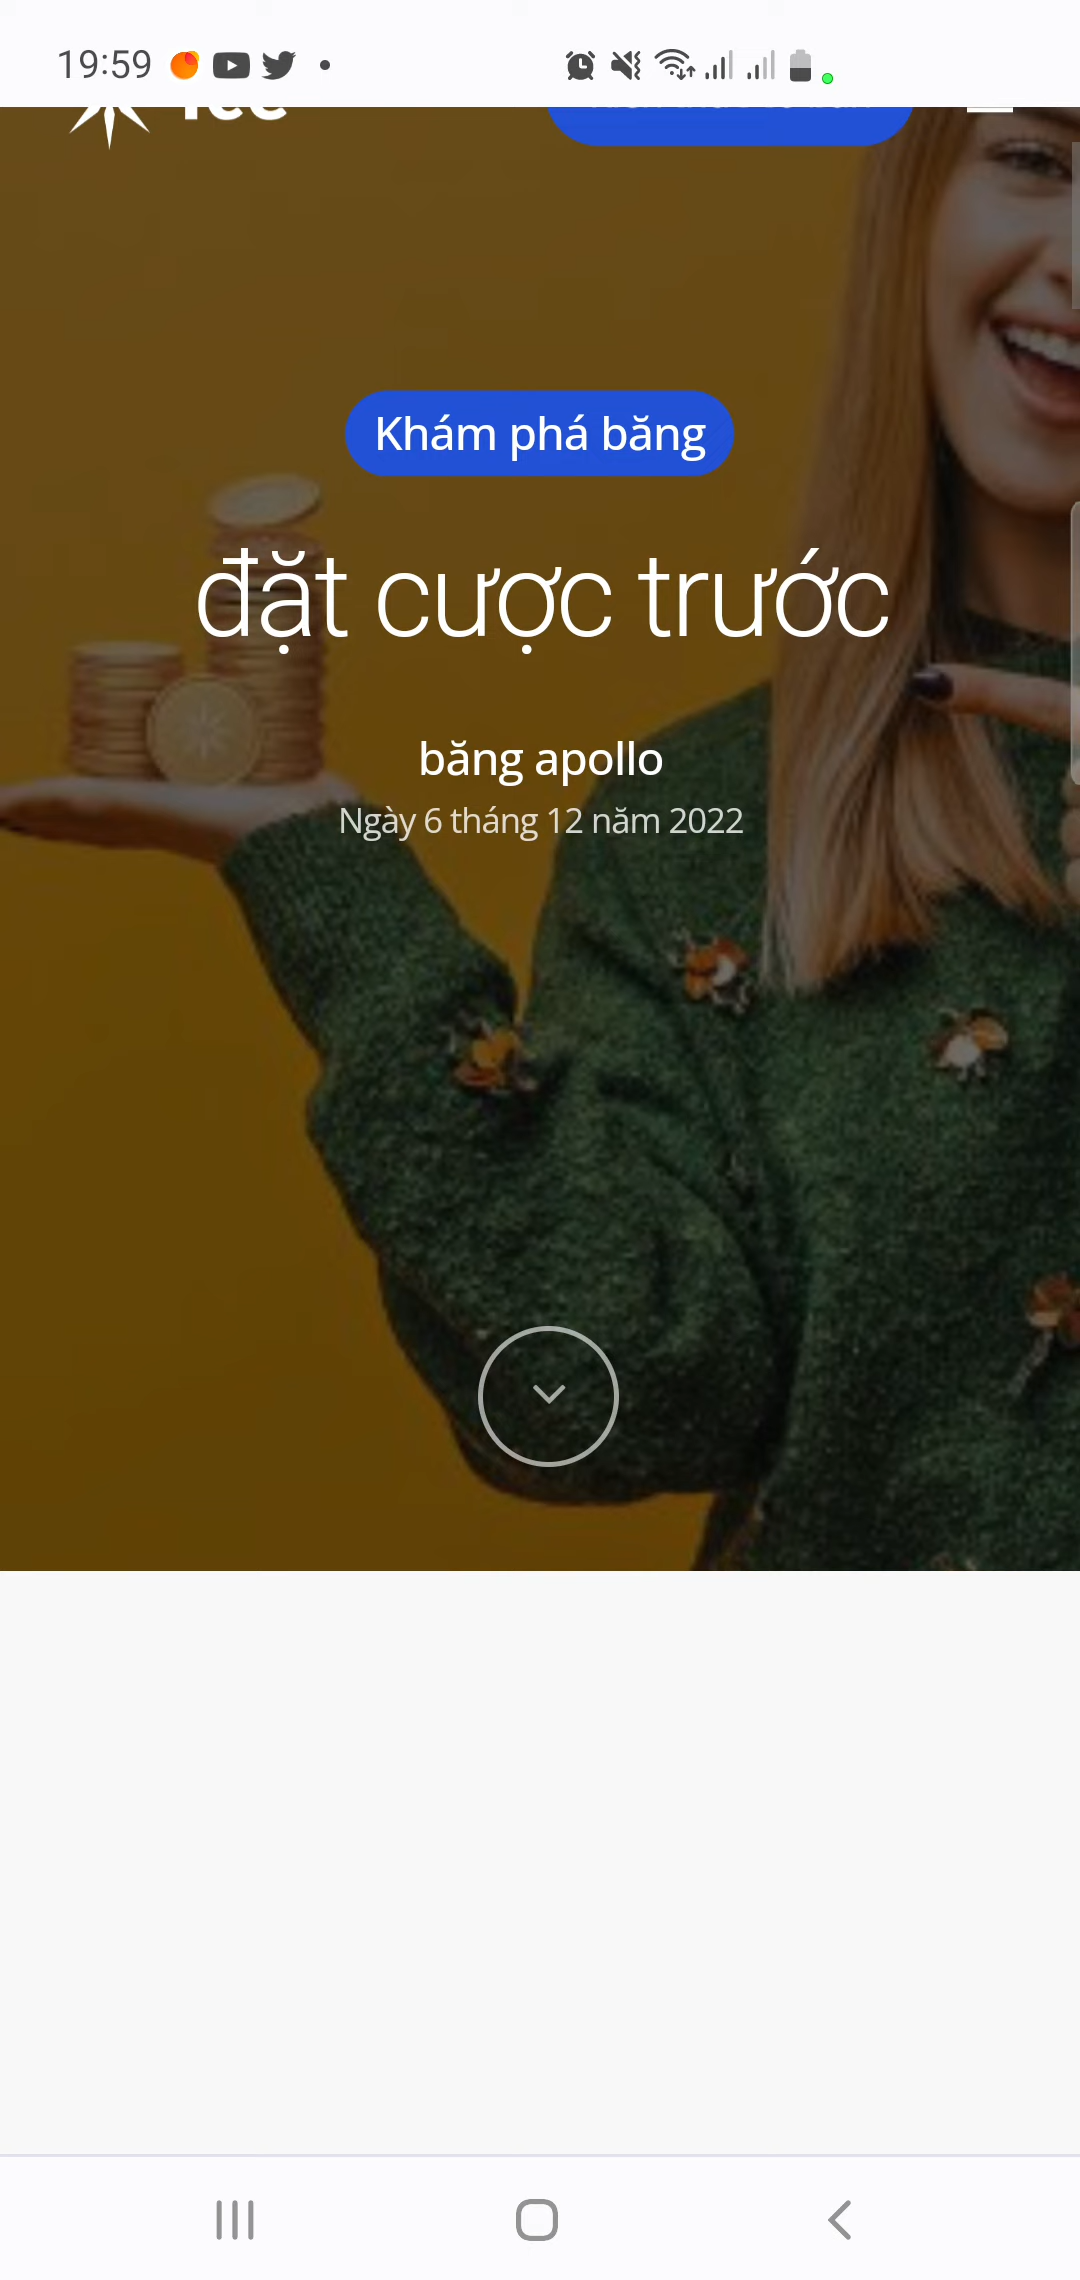 19:59
Khám phá băng
đặt cược trước
băng apollo
Ngày 6 tháng 12 năm 2022